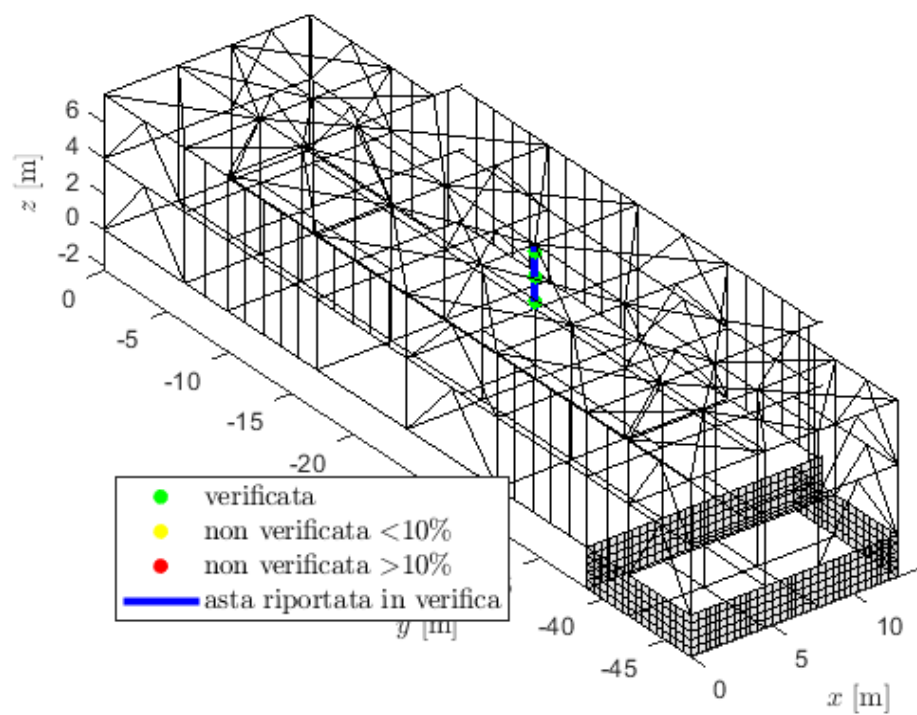 6
4
2
0
-2
z [m]
0
-5
-10
-15
-20
-40
-45
y [m]
0
5
10
x [m]
verificata
non verificata <10%
non verificata >10%
asta riportata in verifica